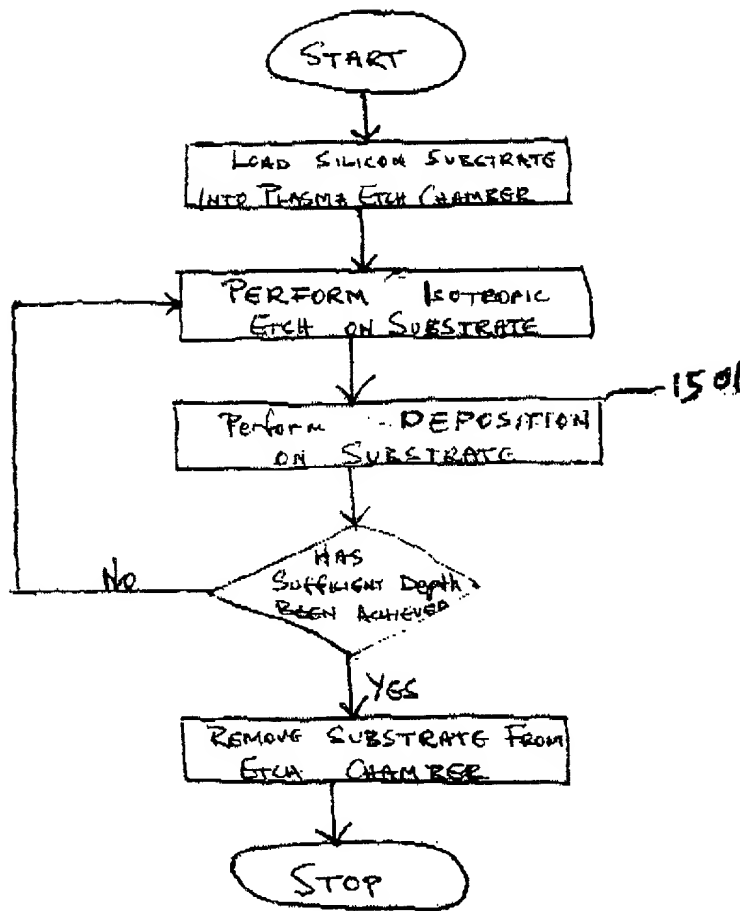 START
LOAD SILICON SUBSTRATE
INTO PLASMA ETCH CHAMBER
PERFORM ISOTROPIC
ETCH ON SUBSTRATE
1501
Perform DEPOSITION
ON SUBSTRATE
HAS
SUFFICIENT Depth
BEEN ACHIEVED
No
YES
REMOVE SUBSTRATE FROM
ETCH CHAMBER
STOP